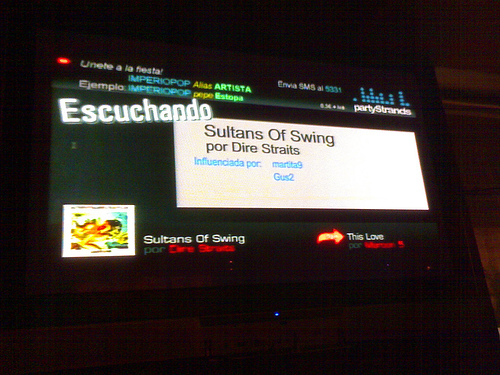 Unete a la fiesta!
IMPERIOPOP Alias ARTISTA
Ejemplo: IMPERIOPOP pepe Estopa
Envia SMS al 5331
partyStrands
Escuchando
Sultans Of Swing
por Dire Straits
Influenciada por: martita9
Gus2
Sultans Of Swing
por Dire Straits
This Love
por Maroon 5